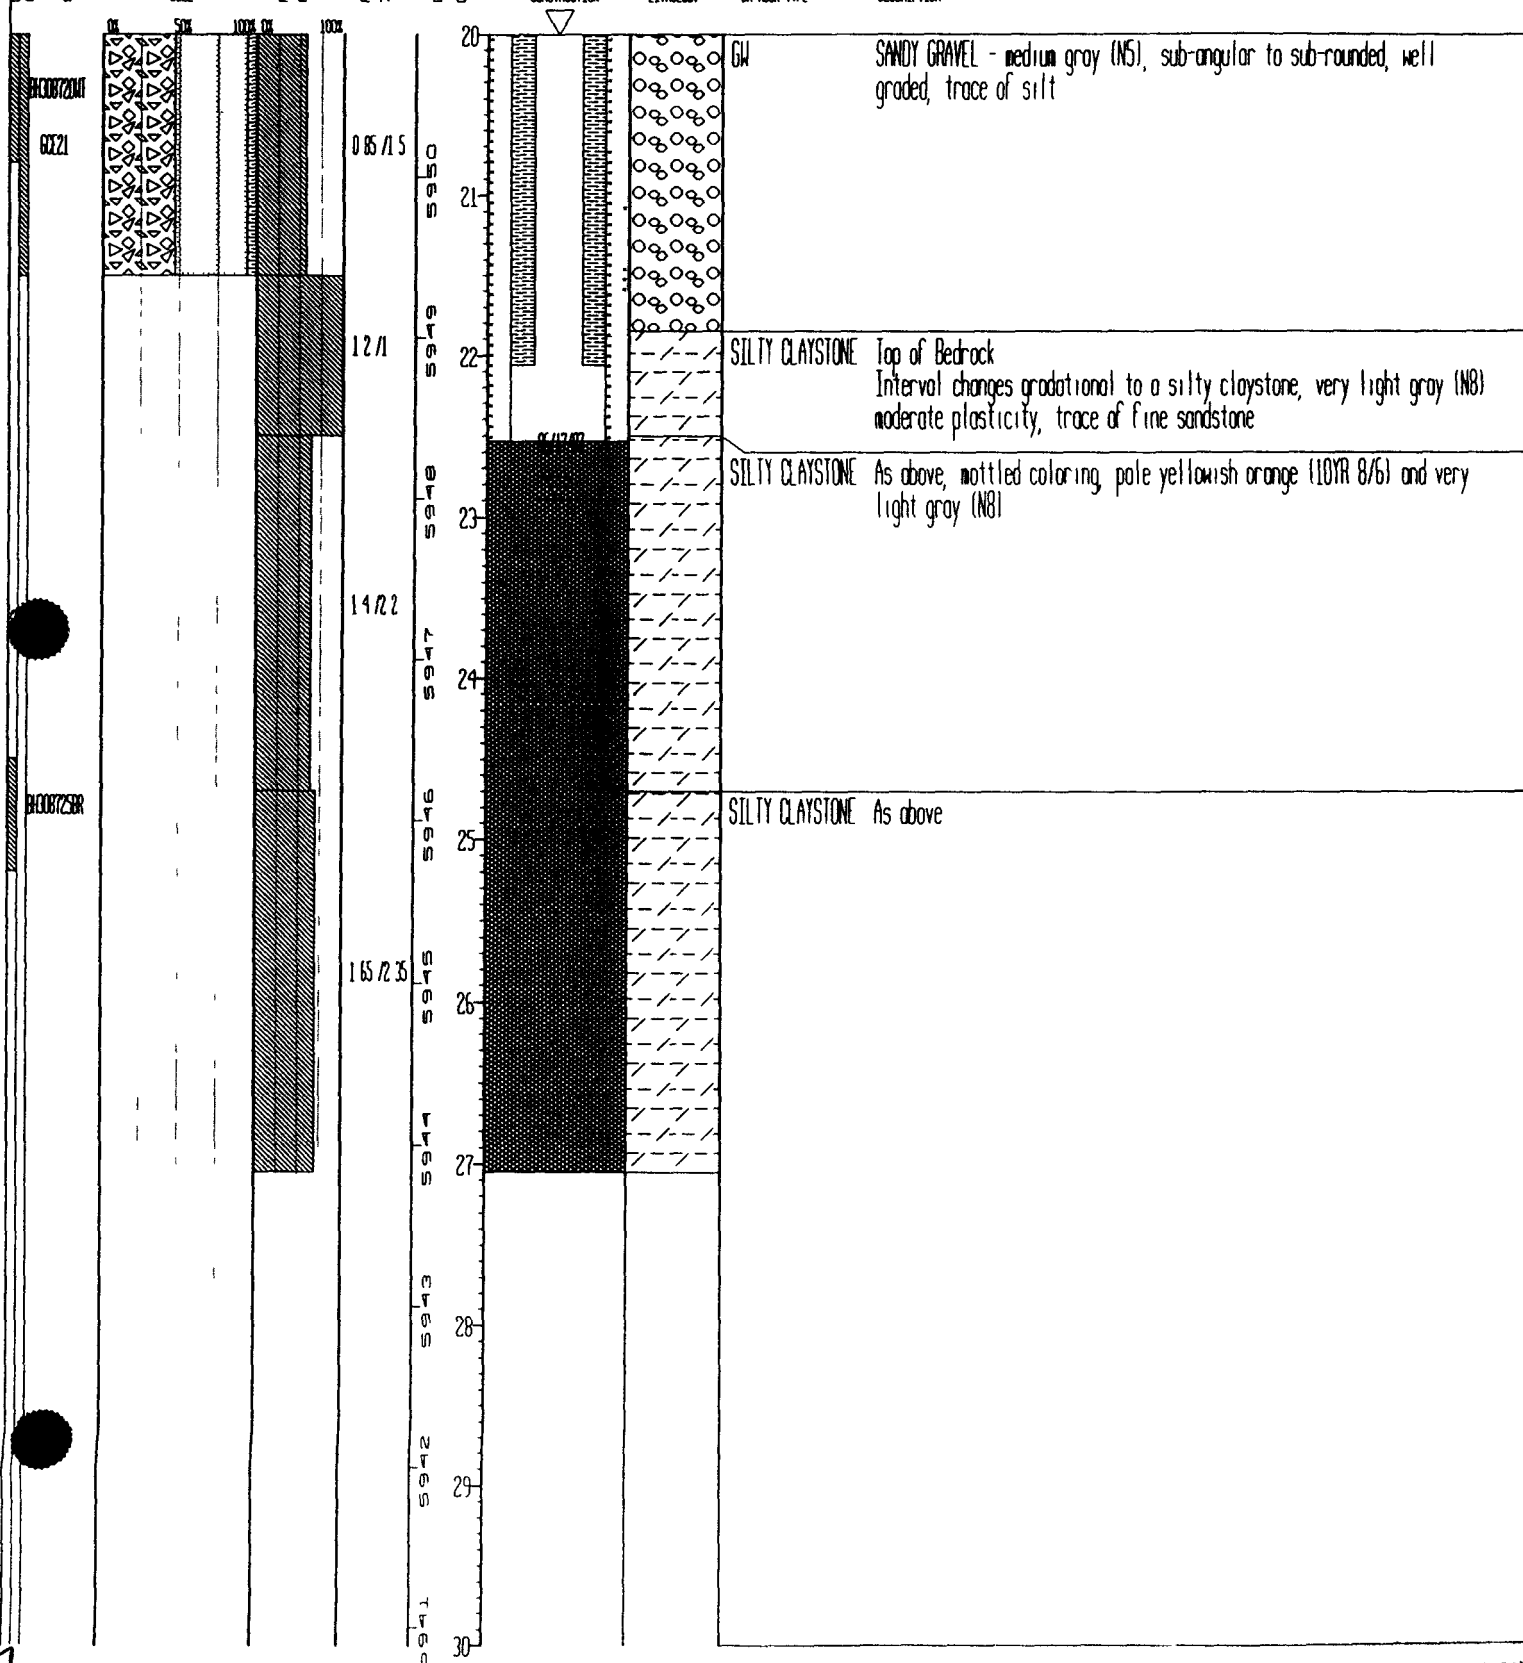 0% 50% 100% 0% 100%
20
GW SANDY GRAVEL - medium gray (N5), sub-angular to sub-rounded, well
graded, trace of silt
0 85 /1 5
5950
21
5949
1 2 /1
22
SILTY CLAYSTONE Top of Bedrock
Interval changes gradational to a silty claystone, very light gray (N8)
moderate plasticity, trace of fine sandstone
SILTY CLAYSTONE As above, mottled coloring, pale yellowish orange (10YR 8/6) and very
light gray (N8)
5948
23
1 4 /2 2
5947
24
BH308725BR
SILTY CLAYSTONE As above
5946
25
1 65 /2 35
5945
26
5944
27
5943
28
5942
29
5941
30